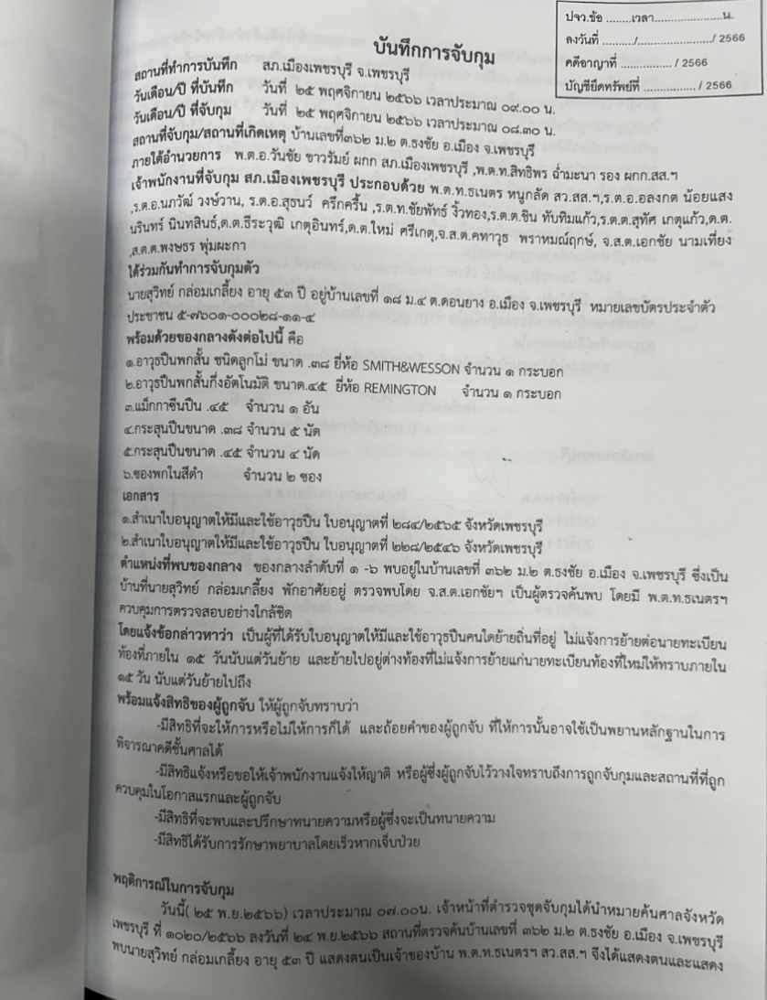 ปจว.ข้อ ........เวลา......................น.
ลงวันที่ ........../......................../ 2566
คดีอาญาที่ ................ / 2566
บัญชียึดทรัพย์ที่ ................. / 2566
บันทึกการจับกุม
สถานที่ทำการบันทึก สภ.เมืองเพชรบุรี จ.เพชรบุรี
วันเดือน/ปี ที่บันทึก วันที่ ๒๕ พฤศจิกายน ๒๕๖๖ เวลาประมาณ ๐๙.๐๐ น.
วันเดือน/ปี ที่จับกุม วันที่ ๒๕ พฤศจิกายน ๒๕๖๖ เวลาประมาณ ๐๘.๓๐ น.
สถานที่จับกุม/สถานที่เกิดเหตุ บ้านเลขที่๓๖๒ ม.๒ ต.ธงชัย อ.เมือง จ.เพชรบุรี
ภายใต้อำนวยการ พ.ต.อ.วันชัย ขาวรัมย์ ผกก สภ.เมืองเพชรบุรี ,พ.ต.ท.สิทธิพร ฉ่ำมะนา รอง ผกก.สส.ฯ
เจ้าพนักงานที่จับกุม สภ.เมืองเพชรบุรี ประกอบด้วย พ.ต.ท.ธเนตร หนูกลัด สว.สส.ฯ,ร.ต.อ.อลงกต น้อยแสง
,ร.ต.อ.นภวัฒ์ วงษ์วาน, ร.ต.อ.สุธนว์ ครึกครื้น ,ร.ต.ท.ชัยพัทธ์ งิ้วทอง,ร.ต.ต.ชิน ทับทิมแก้ว,ร.ต.ต.สุทัศ เกตุแก้ว,ด.ต.
นรินทร์ นินทสินธ์,ด.ต.ธีระวุฒิ เกตุอินทร์,ด.ต.ใหม่ ศรีเกตุ,จ.ส.ต.คทาวุธ พราหมณ์ฤกษ์, จ.ส.ต.เอกชัย นามเที่ยง
,ส.ต.ต.พงษธร พุ่มผะกา
ได้ร่วมกันทำการจับกุมตัว
นายสุวิทย์ กล่อมเกลี้ยง อายุ ๕๓ ปี อยู่บ้านเลขที่ ๑๘ ม.๔ ต.ดอนยาง อ.เมือง จ.เพชรบุรี หมายเลขบัตรประจำตัว
ประชาชน ๕-๗๖๐๑-๐๐๐๒๘-๑๑-๔
พร้อมด้วยของกลางดังต่อไปนี้ คือ
๑.อาวุธปืนพกสั้น ชนิดลูกโม่ ขนาด .๓๘ ยี่ห้อ SMITH&WESSON จำนวน ๑ กระบอก
๒.อาวุธปืนพกสั้นกึ่งอัตโนมัติ ขนาด.๔๕ ยี่ห้อ REMINGTON จำนวน ๑ กระบอก
๓.แม็กกาซีนปืน .๔๕ จำนวน ๑ อัน
๔.กระสุนปืนขนาด .๓๘ จำนวน ๕ นัด
๕.กระสุนปืนขนาด .๔๕ จำนวน ๔ นัด
๖.ซองพกในสีดำ จำนวน ๒ ซอง
เอกสาร
๑.สำเนาใบอนุญาตให้มีและใช้อาวุธปืน ใบอนุญาตที่ ๒๘๔/๒๕๖๕ จังหวัดเพชรบุรี
๒.สำเนาใบอนุญาตให้มีและใช้อาวุธปืน ใบอนุญาตที่ ๒๒๘/๒๕๔๖ จังหวัดเพชรบุรี
ตำแหน่งที่พบของกลาง ของกลางลำดับที่ ๑ -๖ พบอยู่ในบ้านเลขที่ ๓๖๒ ม.๒ ต.ธงชัย อ.เมือง จ.เพชรบุรี ซึ่งเป็น
บ้านที่นายสุวิทย์ กล่อมเกลี้ยง พักอาศัยอยู่ ตรวจพบโดย จ.ส.ต.เอกชัยฯ เป็นผู้ตรวจค้นพบ โดยมี พ.ต.ท.ธเนตรฯ
ควบคุมการตรวจสอบอย่างใกล้ชิด
โดยแจ้งข้อกล่าวหาว่า เป็นผู้ที่ได้รับใบอนุญาตให้มีและใช้อาวุธปืนคนใดย้ายถิ่นที่อยู่ ไม่แจ้งการย้ายต่อนายทะเบียน
ท้องที่ภายใน ๑๕ วันนับแต่วันย้าย และย้ายไปอยู่ต่างท้องที่ไม่แจ้งการย้ายแก่นายทะเบียนท้องที่ใหม่ให้ทราบภายใน
๑๕ วัน นับแต่วันย้ายไปถึง
พร้อมแจ้งสิทธิของผู้ถูกจับ ให้ผู้ถูกจับทราบว่า
-มีสิทธิที่จะให้การหรือไม่ให้การก็ได้ และถ้อยคำของผู้ถูกจับ ที่ให้การนั้นอาจใช้เป็นพยานหลักฐานในการ
พิจารณาคดีชั้นศาลได้
-มีสิทธิแจ้งหรือขอให้เจ้าพนักงานแจ้งให้ญาติ หรือผู้ซึ่งผู้ถูกจับไว้วางใจทราบถึงการถูกจับกุมและสถานที่ที่ถูก
ควบคุมในโอกาสแรกและผู้ถูกจับ
-มีสิทธิที่จะพบและปรึกษาทนายความหรือผู้ซึ่งจะเป็นทนายความ
-มีสิทธิได้รับการรักษาพยาบาลโดยเร็วหากเจ็บป่วย
พฤติการณ์ในการจับกุม
วันนี้( ๒๕ พ.ย.๒๕๖๖) เวลาประมาณ ๐๗.๐๐น. เจ้าหน้าที่ตำรวจชุดจับกุมได้นำหมายค้นศาลจังหวัด
เพชรบุรี ที่ ๑๐๒๐/๒๕๖๖ ลงวันที่ ๒๔ พ.ย.๒๕๖๖ สถานที่ตรวจค้นบ้านเลขที่ ๓๖๒ ม.๒ ต.ธงชัย อ.เมือง จ.เพชรบุรี
พบนายสุวิทย์ กล่อมเกลี้ยง อายุ ๕๓ ปี แสดงตนเป็นเจ้าของบ้าน พ.ต.ท.ธเนตรฯ สว.สส.ฯ จึงได้แสดงตนและแสดง